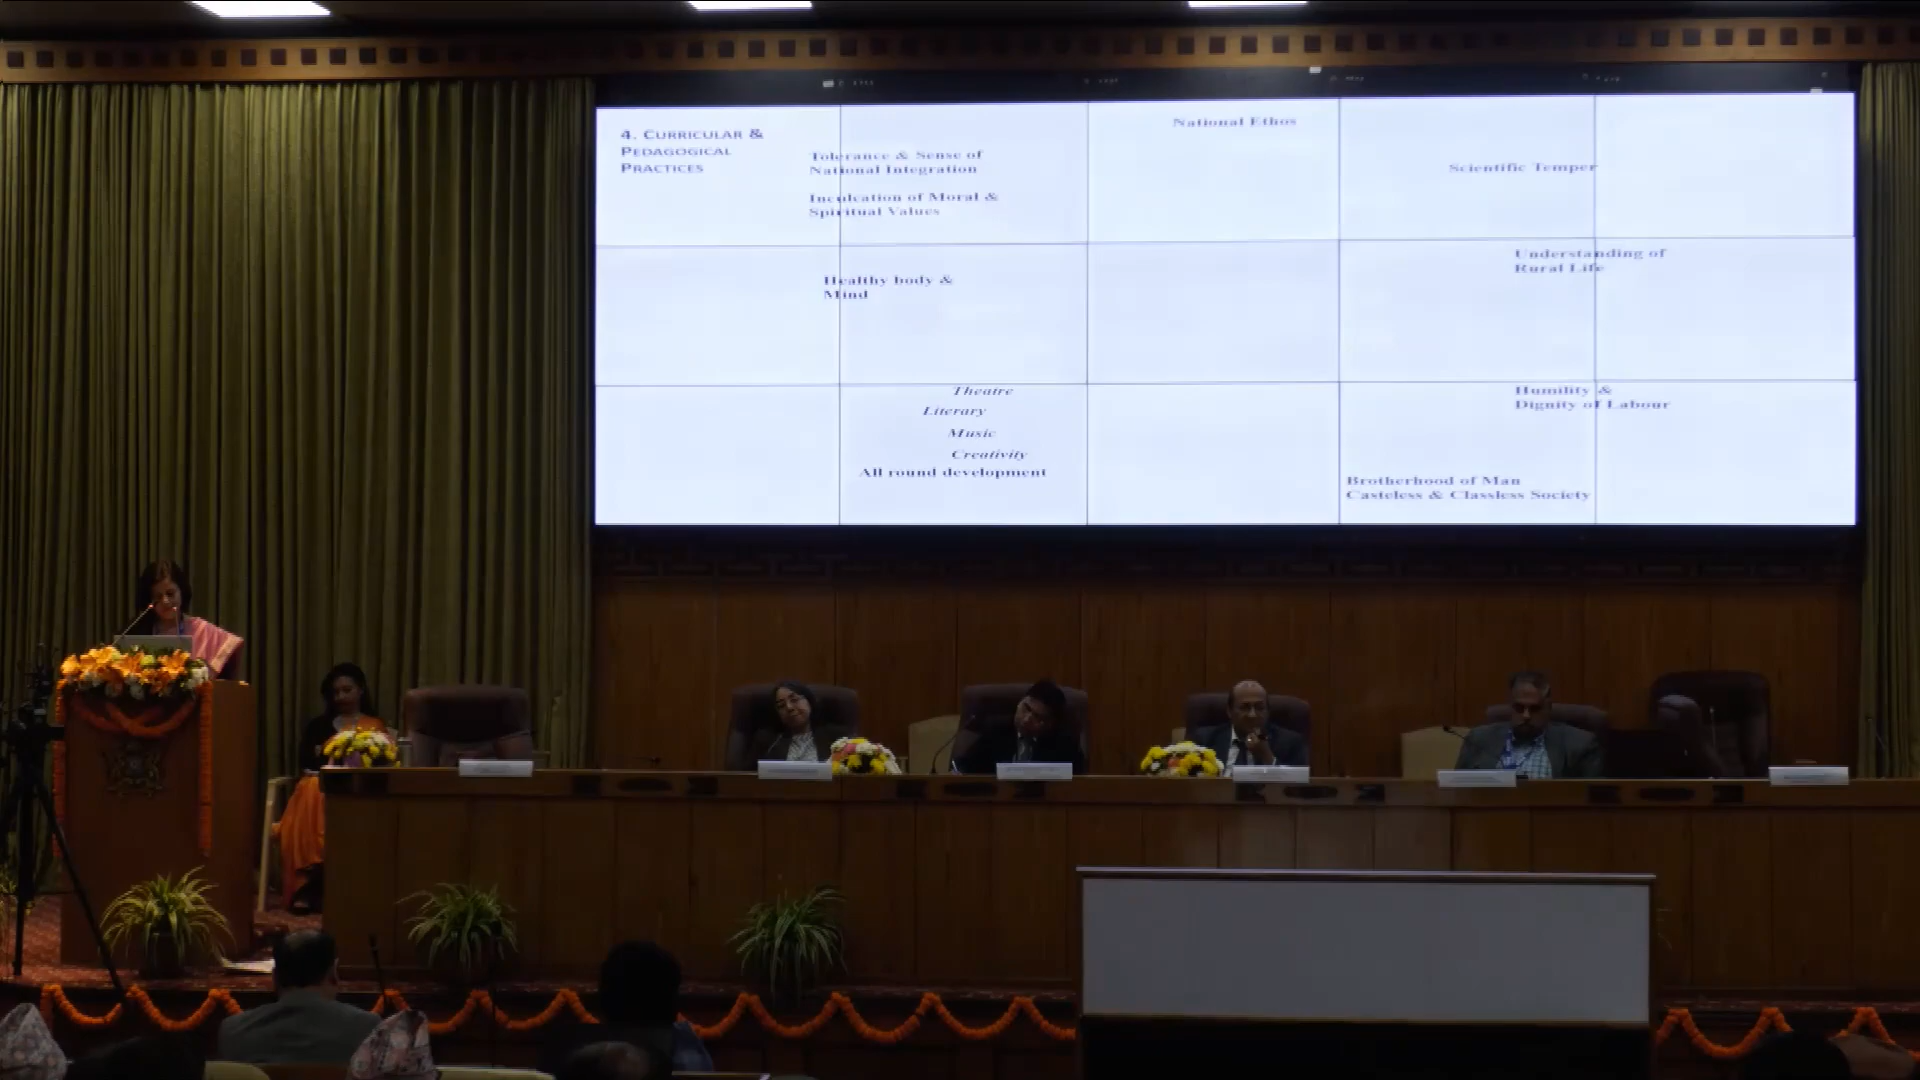 4. CURRICULAR &
PEDAGOGICAL
PRACTICES
National Ethos
Tolerance & Sense of
National Integration
Scientific Temper
Inculcation of Moral &
Spiritual Values
Understanding of
Rural Life
Healthy body &
Mind
Theatre
Literary
Music
Creativity
All round development
Humility &
Dignity of Labour
Brotherhood of Man
Casteless & Classless Society